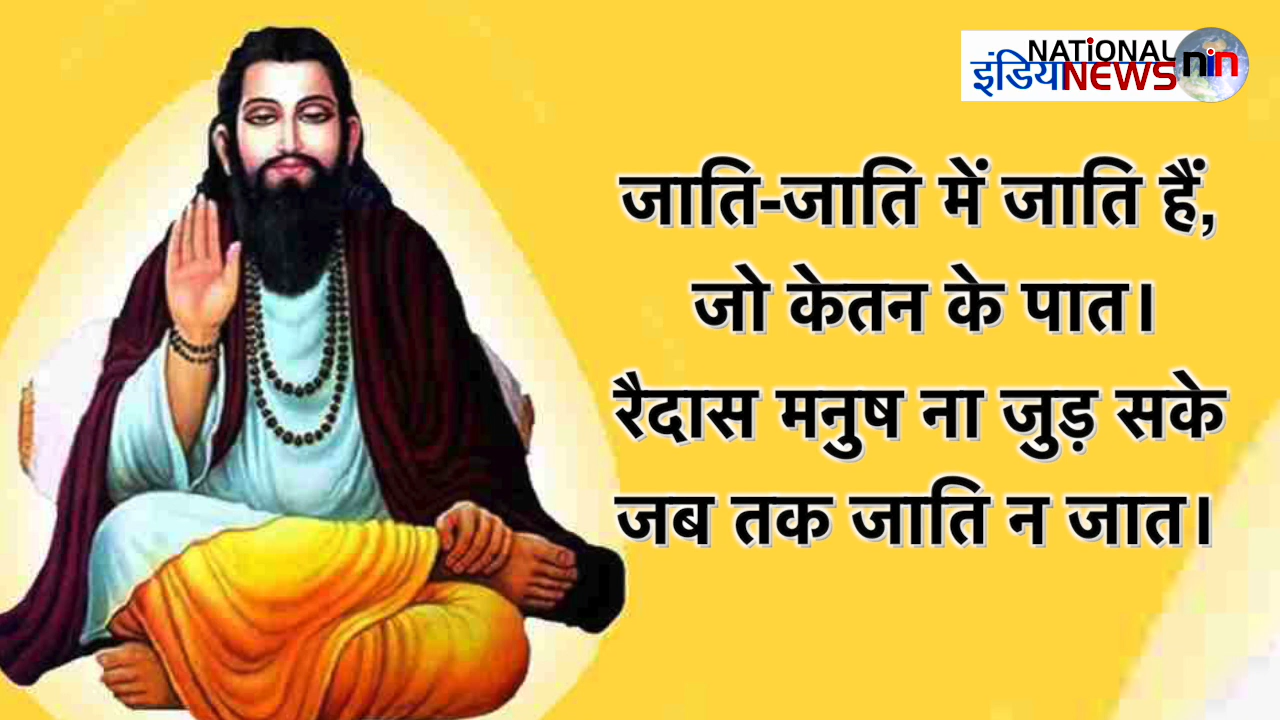 NATiONAL
इंडियाNEWS nin
जाति-जाति में जाति हैं,
जो केतन के पात।
रैदास मनुष ना जुड़ सके
जब तक जाति न जात।